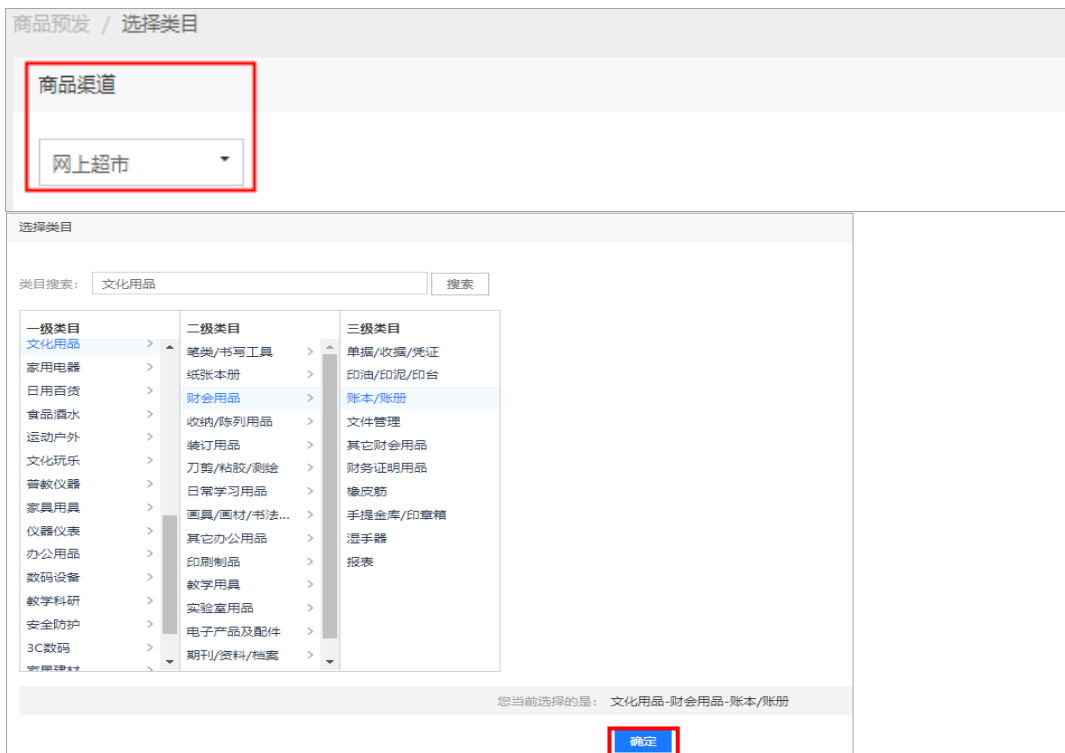 商品预发 / 选择类目
商品渠道
网上超市
选择类目
类目搜索： 文化用品 搜索
一级类目 二级类目 三级类目
文化用品 > 笔类/书写工具 > 单据/收据/凭证
家用电器 > 纸张本册 > 印油/印泥/印台
日用百货 > 财会用品 > 账本/账册
食品酒水 > 收纳/陈列用品 > 文件管理
运动户外 > 装订用品 > 其它财会用品
文化玩乐 > 刀剪/粘胶/测绘 > 财务证明用品
普教仪器 > 日常学习用品 > 橡皮筋
家具用具 > 画具/画材/书法... > 手提金库/印章箱
仪器仪表 > 其它办公用品 > 湿手器
办公用品 > 印刷制品 > 报表
数码设备 > 教学用具 >
教学科研 > 实验室用品 >
安全防护 > 电子产品及配件 >
3C数码 > 期刊/资料/档案 >
家居建材 >
您当前选择的是： 文化用品-财会用品-账本/账册
确定